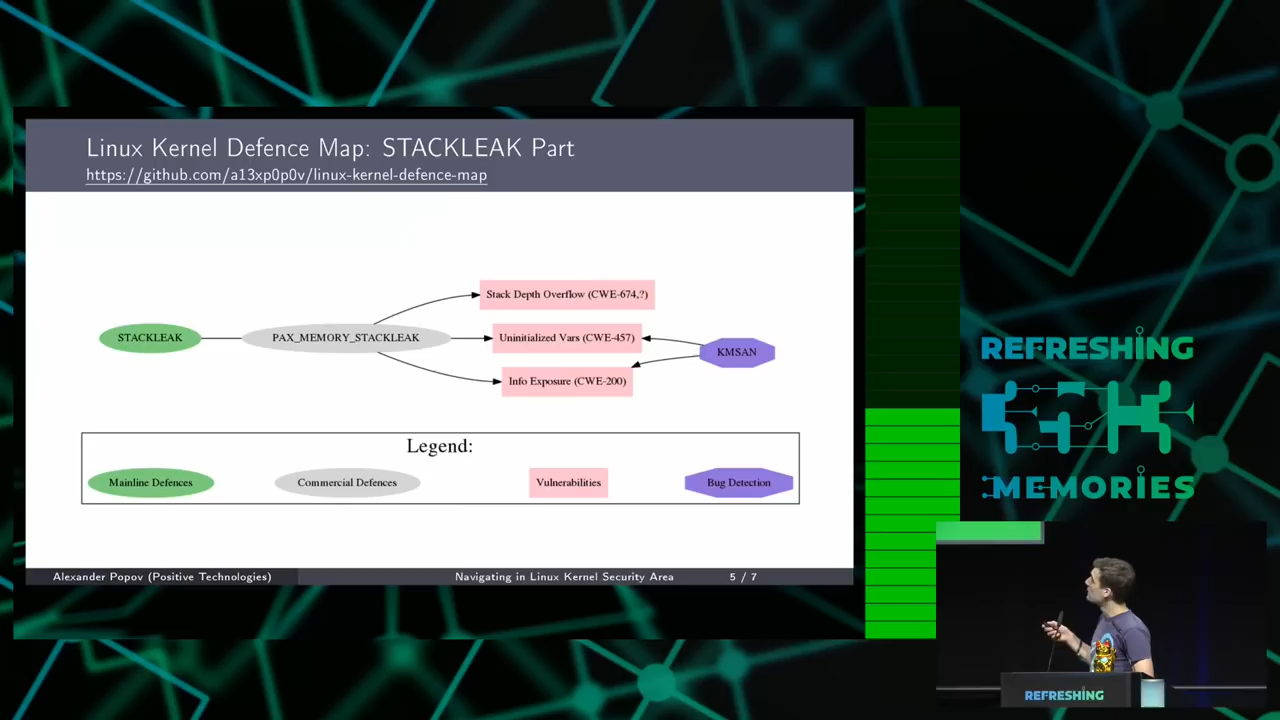 Linux Kernel Defence Map: STACKLEAK Part
https://github.com/a13xp0p0v/linux-kernel-defence-map
Stack Depth Overflow (CWE-674,?)
STACKLEAK
PAX_MEMORY_STACKLEAK
Uninitialized Vars (CWE-457)
KMSAN
Info Exposure (CWE-200)
Legend:
Mainline Defences
Commercial Defences
Vulnerabilities
Bug Detection
Alexander Popov (Positive Technologies)
Navigating in Linux Kernel Security Area
5 / 7
REFRESHING
MEMORIES
REFRESHING